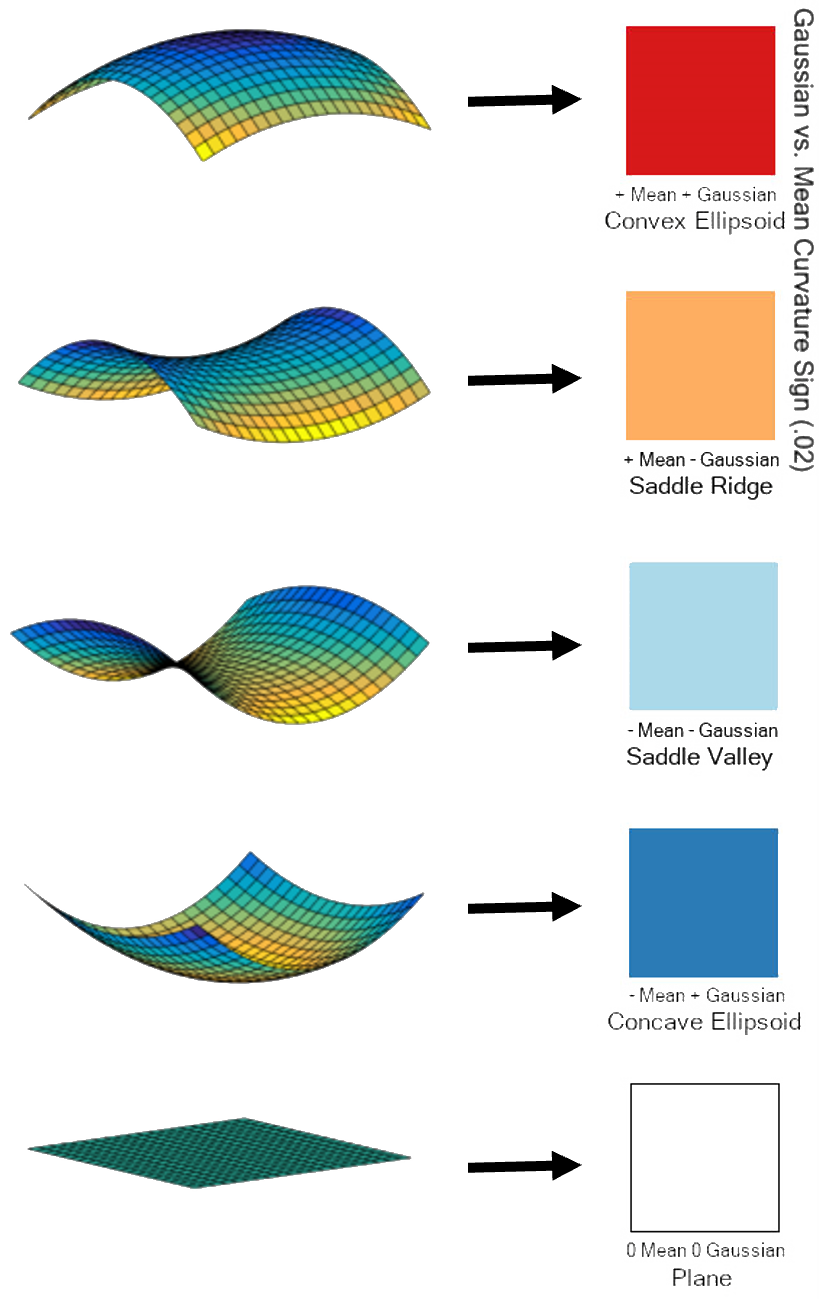 Gaussian vs. Mean Curvature Sign (.02)
+ Mean + Gaussian
Convex Ellipsoid
+ Mean - Gaussian
Saddle Ridge
- Mean - Gaussian
Saddle Valley
- Mean + Gaussian
Concave Ellipsoid
0 Mean 0 Gaussian
Plane